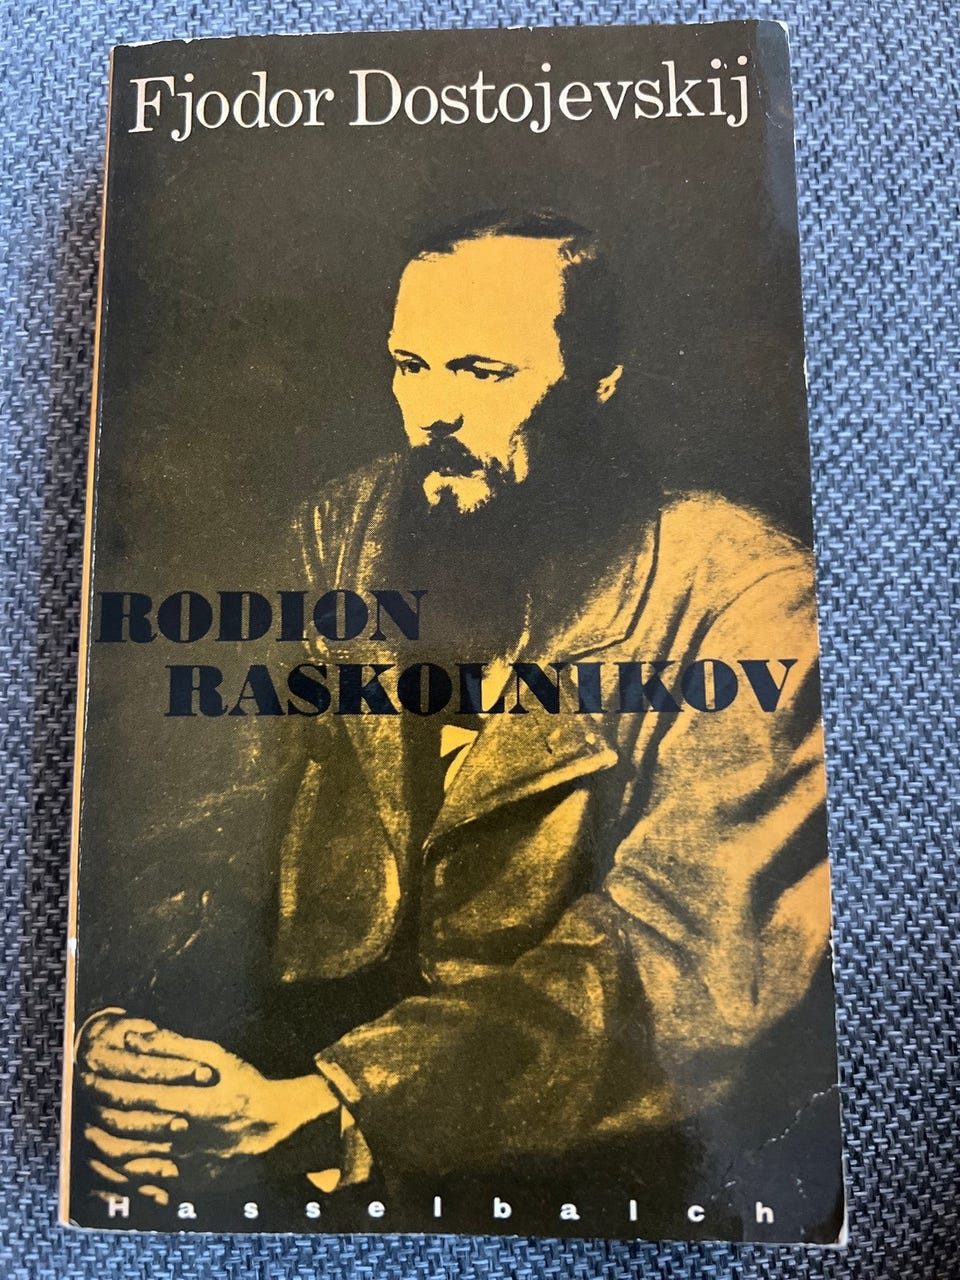 Fjodor Dostojevskij
RODION
RASKOLNIKOV
Hasselbalch